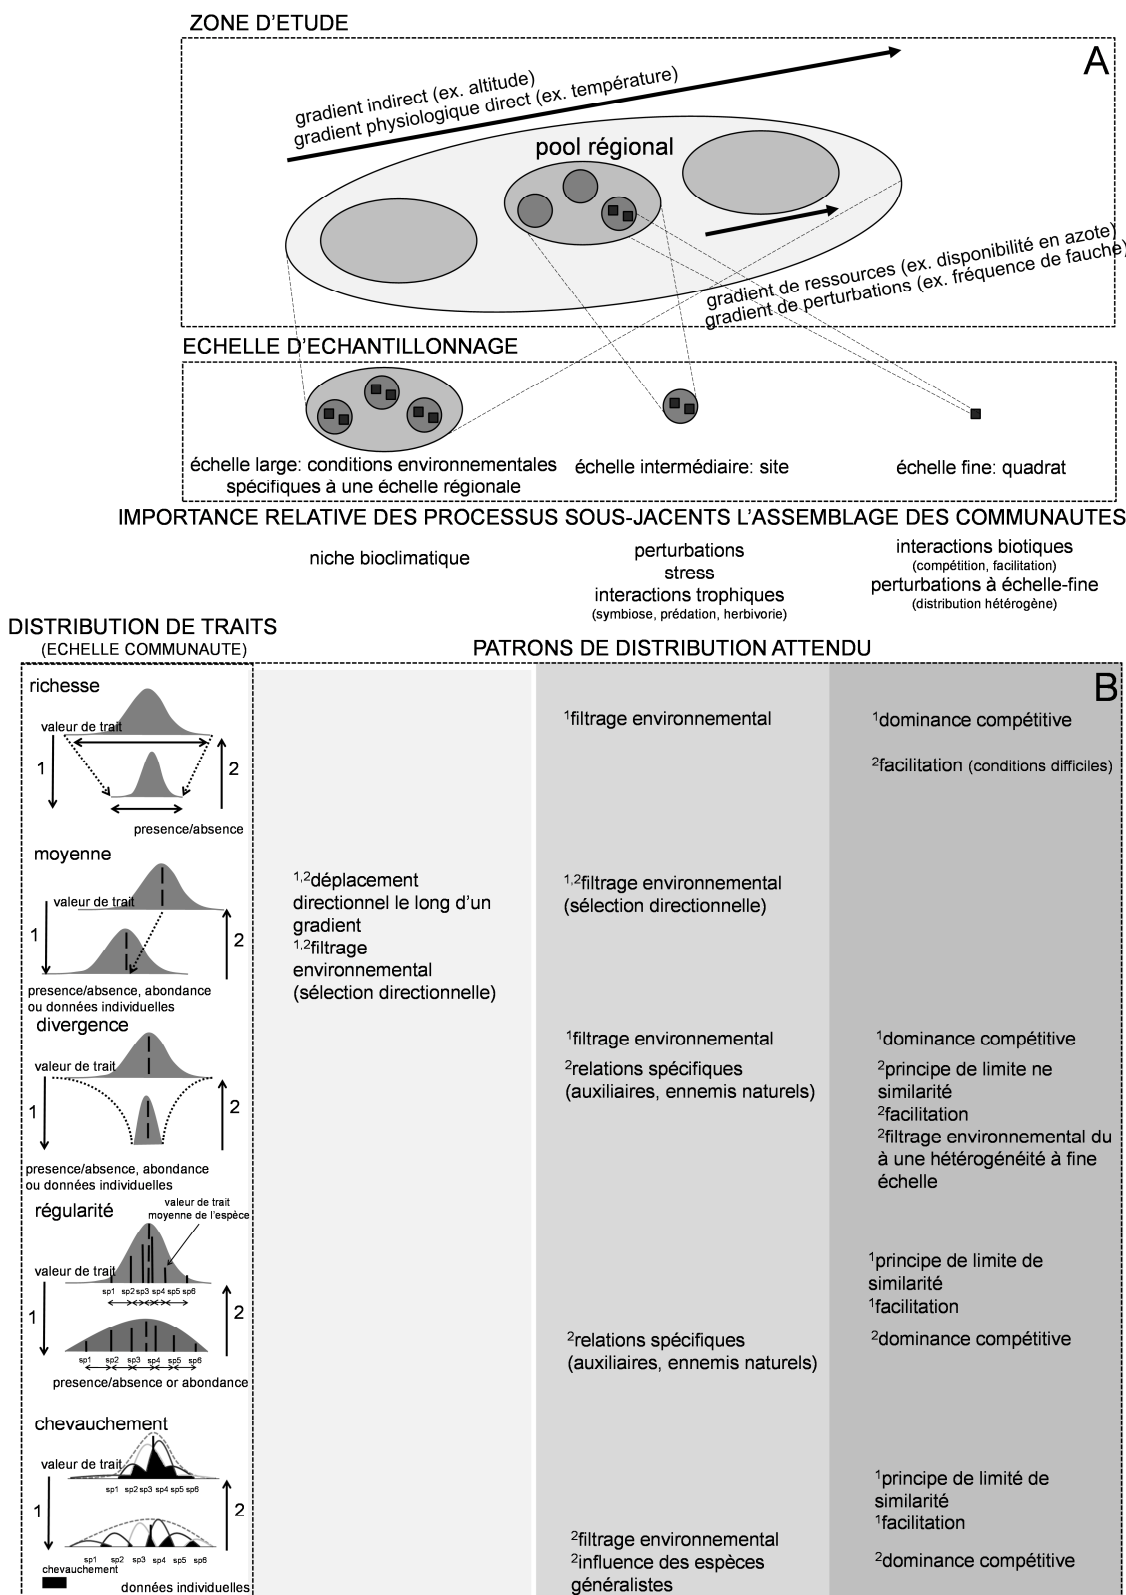 ZONE D'ETUDE
A
gradient indirect (ex. altitude)
gradient physiologique direct (ex. température)
pool régional
gradient de ressources (ex. disponibilité en azote)
gradient de perturbations (ex. fréquence de fauche)
ECHELLE D'ECHANTILLONNAGE
échelle large: conditions environnementales
spécifiques à une échelle régionale
échelle intermédiaire: site
échelle fine: quadrat
IMPORTANCE RELATIVE DES PROCESSUS SOUS-JACENTS L'ASSEMBLAGE DES COMMUNAUTES
niche bioclimatique
perturbations
stress
interactions trophiques
(symbiose, prédation, herbivorie)
interactions biotiques
(compétition, facilitation)
perturbations à échelle-fine
(distribution hétérogène)
DISTRIBUTION DE TRAITS
(ECHELLE COMMUNAUTE)
PATRONS DE DISTRIBUTION ATTENDU
B
richesse
valeur de trait
1
2
presence/absence
1filtrage environnemental
1dominance compétitive
2facilitation (conditions difficiles)
moyenne
valeur de trait
1
2
presence/absence, abondance
ou données individuelles
1,2déplacement
directionnel le long d'un
gradient
1,2filtrage
environnemental
(sélection directionnelle)
1,2filtrage environnemental
(sélection directionnelle)
divergence
valeur de trait
1
2
presence/absence, abondance
ou données individuelles
1filtrage environnemental
2relations spécifiques
(auxiliaires, ennemis naturels)
1dominance compétitive
2principe de limite ne
similarité
2facilitation
2filtrage environnemental du
à une hétérogénéité à fine
échelle
régularité
valeur de trait
moyenne de l'espèce
valeur de trait
sp1 sp2 sp3 sp4 sp5 sp6
1
2
sp1 sp2 sp3 sp4 sp5 sp6
presence/absence or abondance
2relations spécifiques
(auxiliaires, ennemis naturels)
1principe de limite de
similarité
1facilitation
2dominance compétitive
chevauchement
valeur de trait
sp1 sp2 sp3 sp4 sp5 sp6
1
2
sp1 sp2 sp3 sp4 sp5 sp6
chevauchement
données individuelles
2filtrage environnemental
2influence des espèces
généralistes
1principe de limité de
similarité
1facilitation
2dominance compétitive